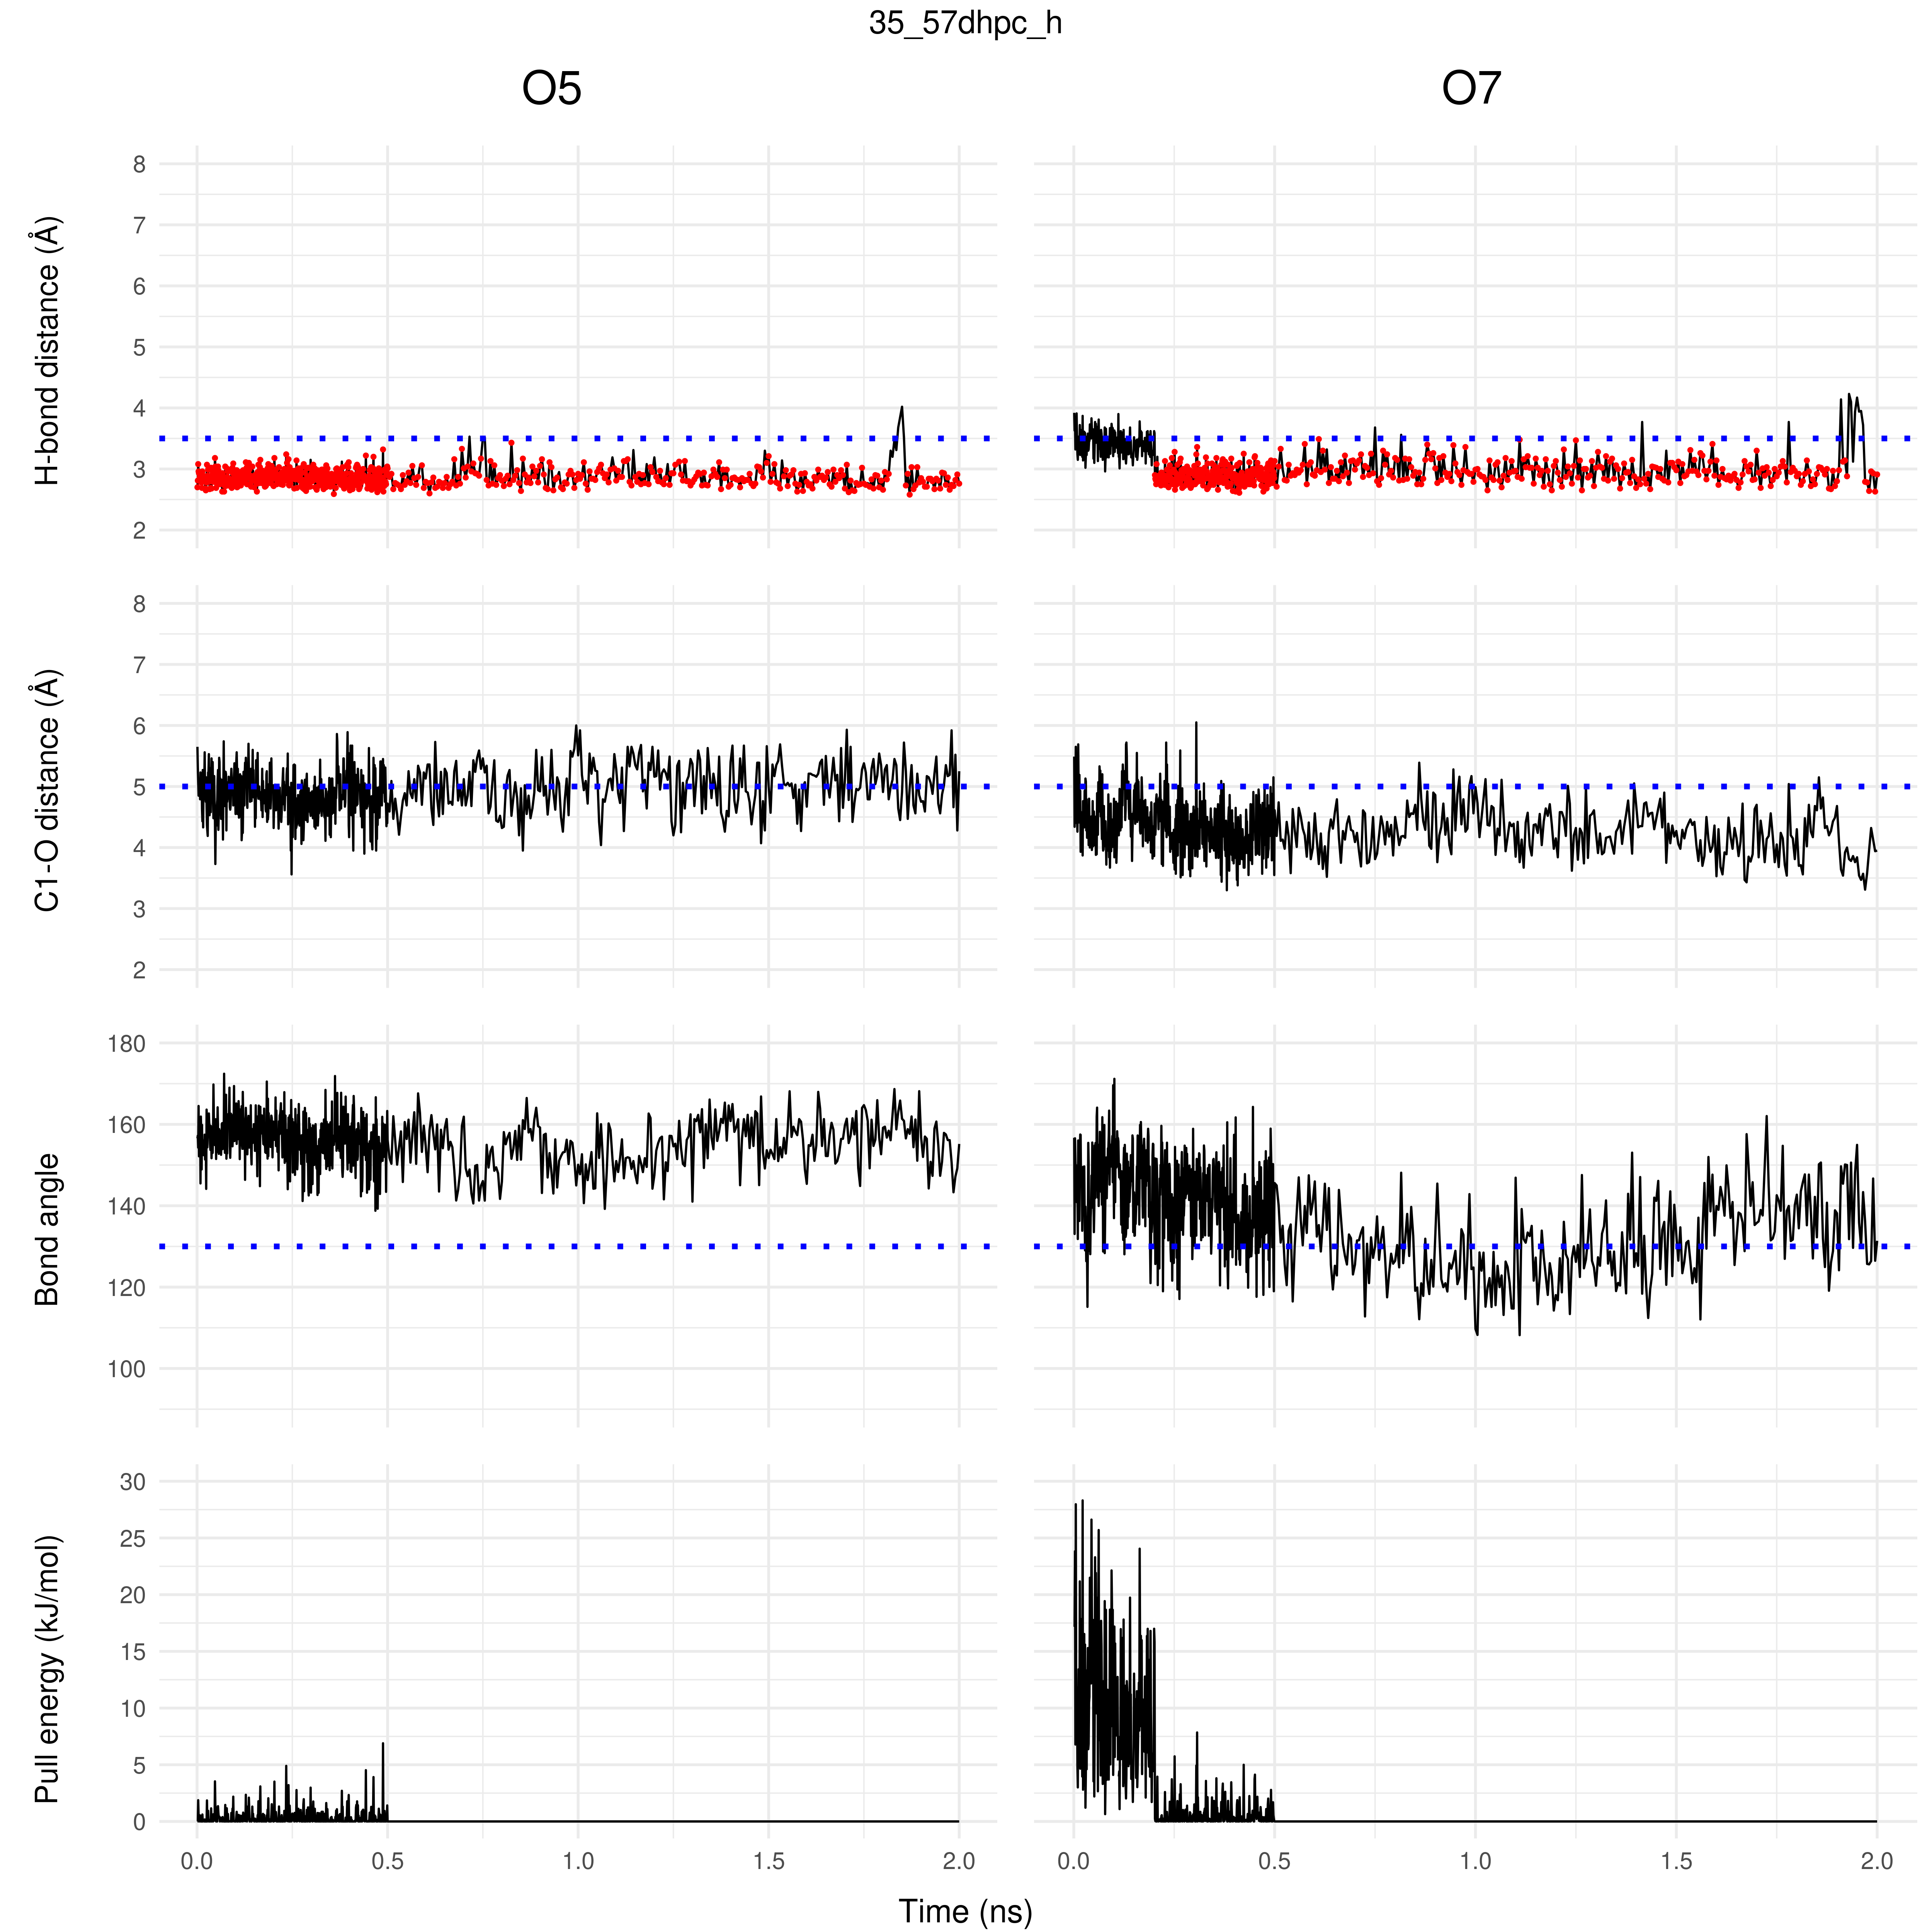 35_57dhpc_h
O5
O7
H-bond distance (Å)
8
7
6
5
4
3
2
C1-O distance (Å)
8
7
6
5
4
3
2
Bond angle
180
160
140
120
100
Pull energy (kJ/mol)
30
25
20
15
10
5
0
0.0 0.5 1.0 1.5 2.0 0.0 0.5 1.0 1.5 2.0
Time (ns)